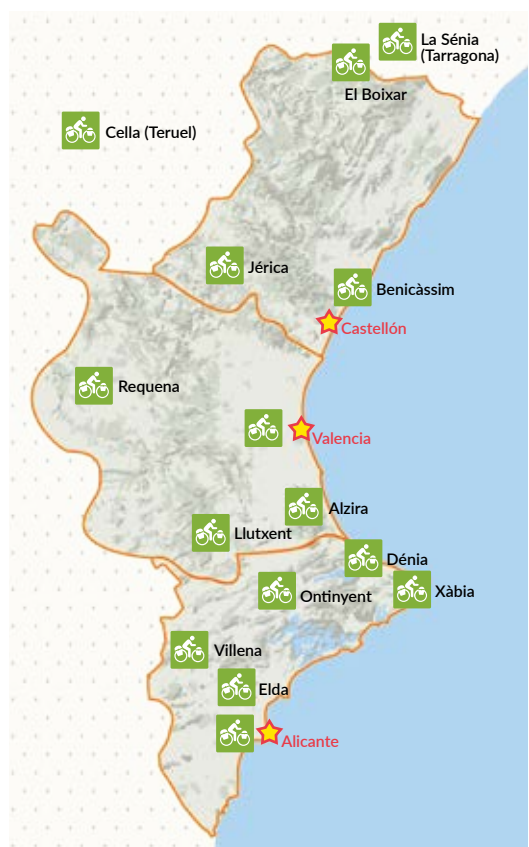 La Sénia
(Tarragona)
El Boixar
Cella (Teruel)
Jérica
Benicàssim
Castellón
Requena
Valencia
Alzira
Llutxent
Dénia
Ontinyent
Xàbia
Villena
Elda
Alicante